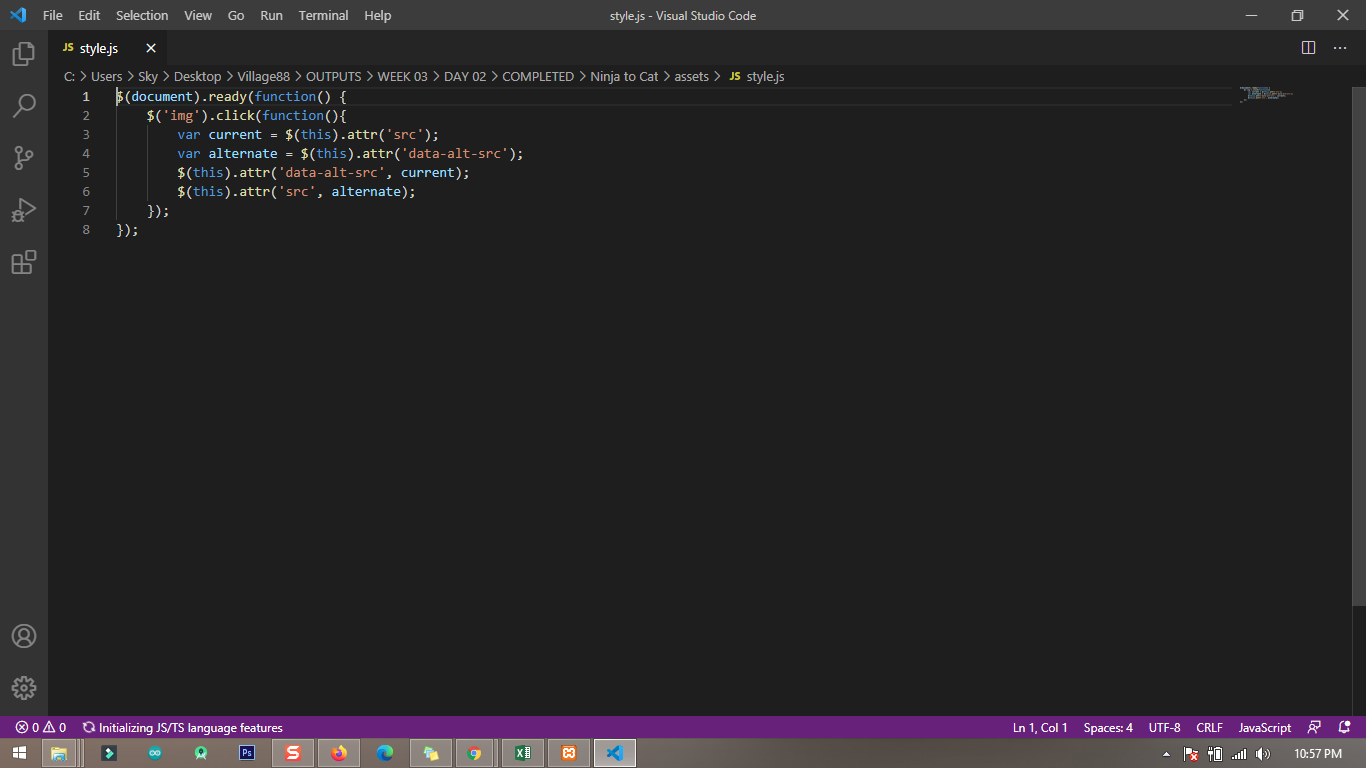 File Edit Selection View Go Run Terminal Help style.js - Visual Studio Code
JS style.js
C: > Users > Sky > Desktop > Village88 > OUTPUTS > WEEK 03 > DAY 02 > COMPLETED > Ninja to Cat > assets > JS style.js
1 $(document).ready(function() {
2 $('img').click(function(){
3 var current = $(this).attr('src');
4 var alternate = $(this).attr('data-alt-src');
5 $(this).attr('data-alt-src', current);
6 $(this).attr('src', alternate);
7 });
8 });
0 0 Initializing JS/TS language features Ln 1, Col 1 Spaces: 4 UTF-8 CRLF JavaScript
Ps S X 10:57 PM